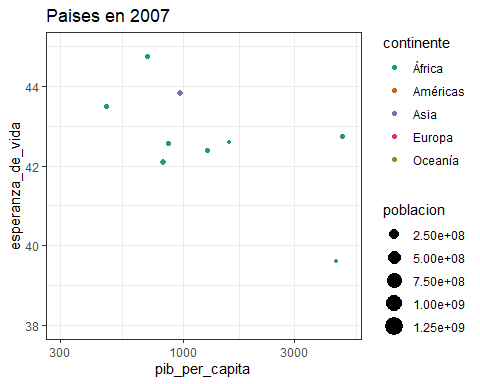 Paises en 2007
esperanza_de_vida
44
42
40
38
300
1000
3000
pib_per_capita
continente
África
Américas
Asia
Europa
Oceanía
poblacion
2.50e+08
5.00e+08
7.50e+08
1.00e+09
1.25e+09